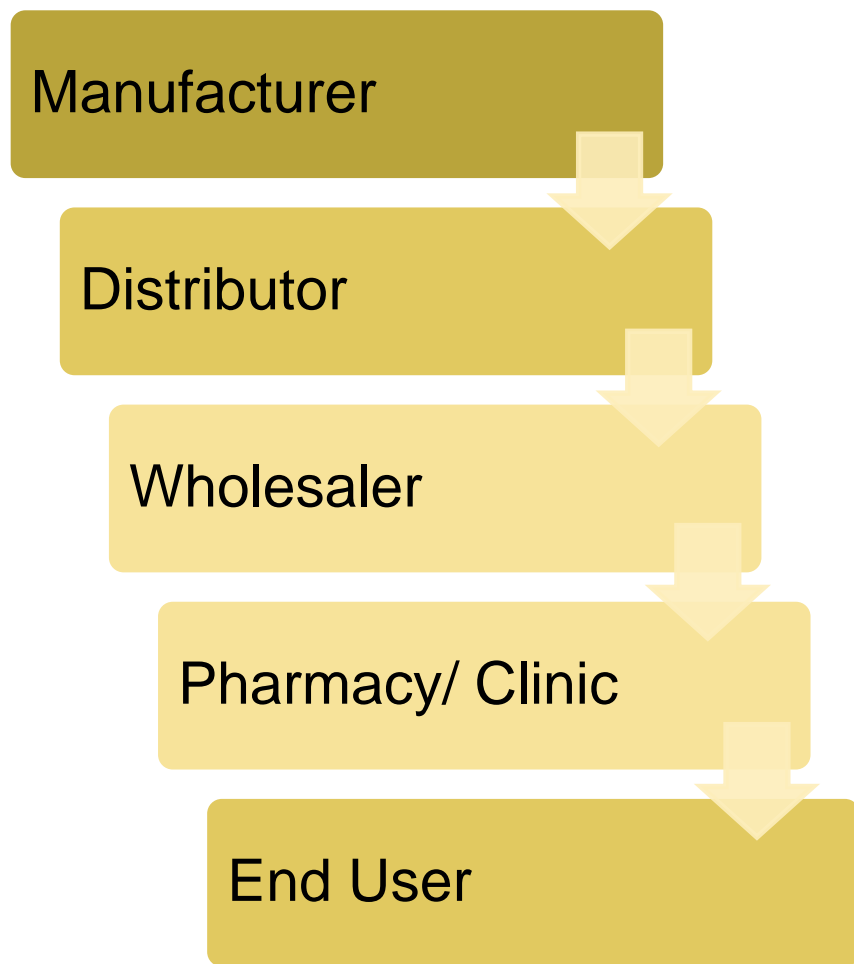 Manufacturer
Distributor
Wholesaler
Pharmacy/ Clinic
End User